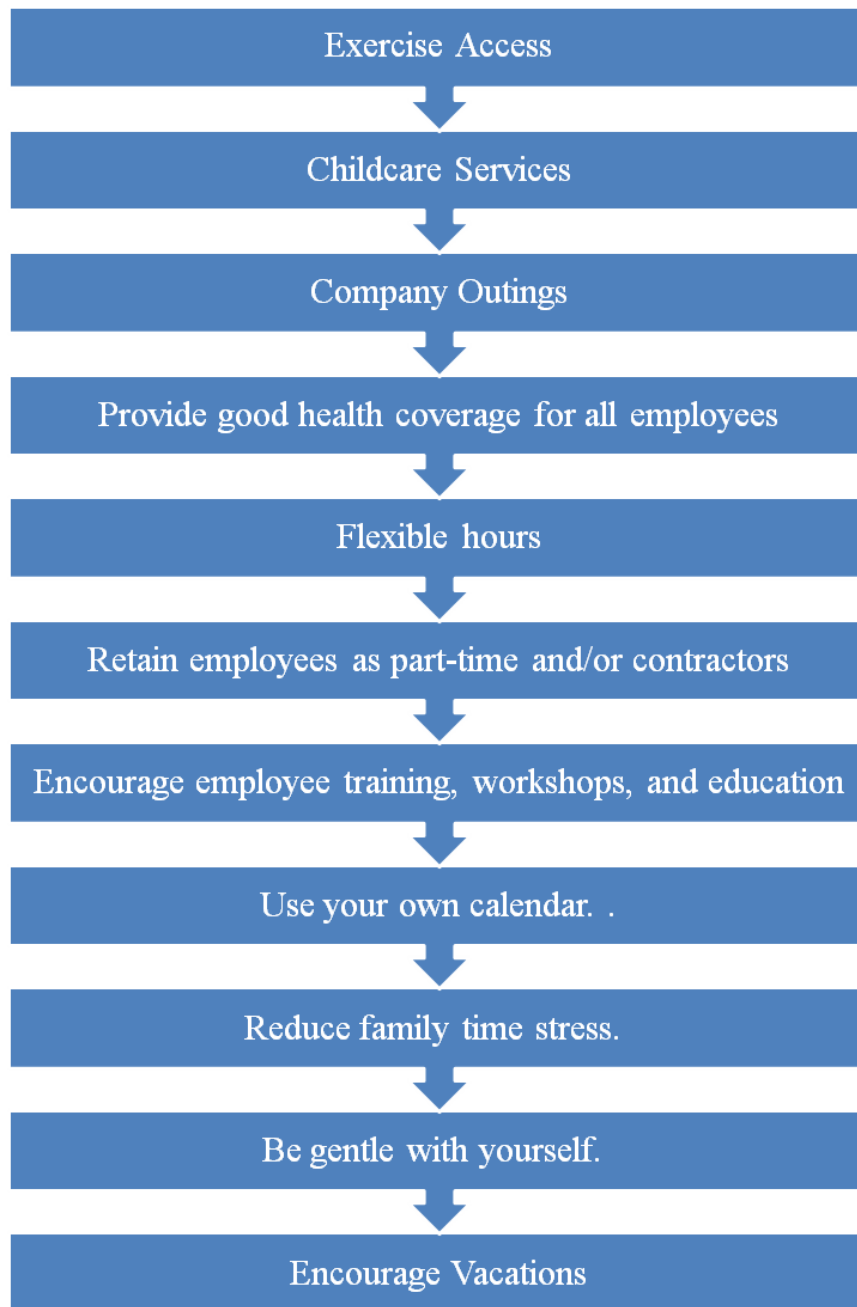 Exercise Access
Childcare Services
Company Outings
Provide good health coverage for all employees
Flexible hours
Retain employees as part-time and/or contractors
Encourage employee training, workshops, and education
Use your own calendar. .
Reduce family time stress.
Be gentle with yourself.
Encourage Vacations